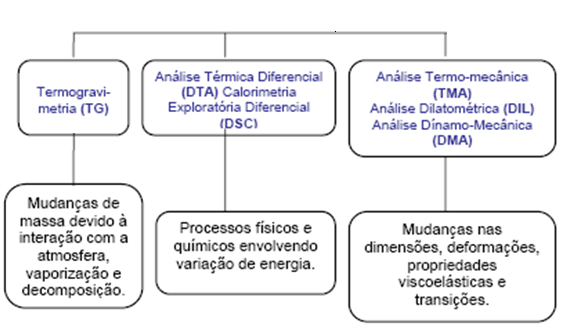 Termogravi-
metria (TG)
Análise Térmica Diferencial
(DTA) Calorimetria
Exploratória Diferencial
(DSC)
Análise Termo-mecânica
(TMA)
Análise Dilatométrica (DIL)
Análise Dínamo-Mecânica
(DMA)
Mudanças de
massa devido à
interação com a
atmosfera,
vaporização e
decomposição.
Processos físicos e
químicos envolvendo
variação de energia.
Mudanças nas
dimensões, deformações,
propriedades
viscoelásticas e
transições.